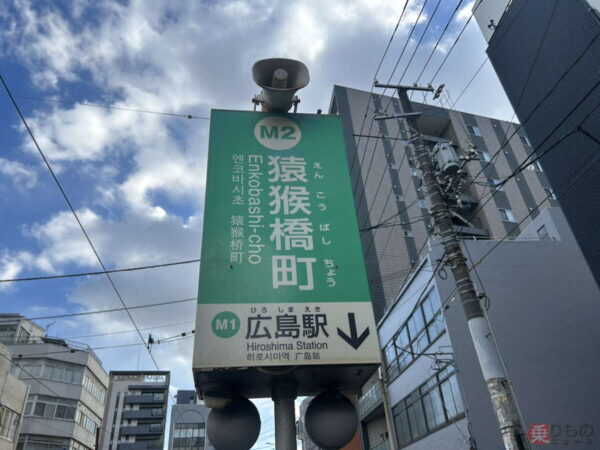 M2
猿猴橋町
えんこうばしちょう
Enkobashi-cho
엔코바시초 猿猴橋町
M1
ひろしまえき
広島駅
Hiroshima Station
히로시마역 广岛站
乗りものニュース